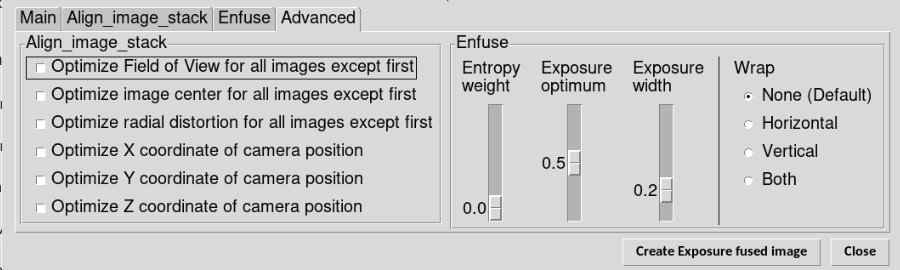 Main Align_image_stack Enfuse Advanced
Align_image_stack
Optimize Field of View for all images except first
Optimize image center for all images except first
Optimize radial distortion for all images except first
Optimize X coordinate of camera position
Optimize Y coordinate of camera position
Optimize Z coordinate of camera position
Enfuse
Entropy
weight
0.0
Exposure
optimum
0.5
Exposure
width
0.2
Wrap
None (Default)
Horizontal
Vertical
Both
Create Exposure fused image
Close